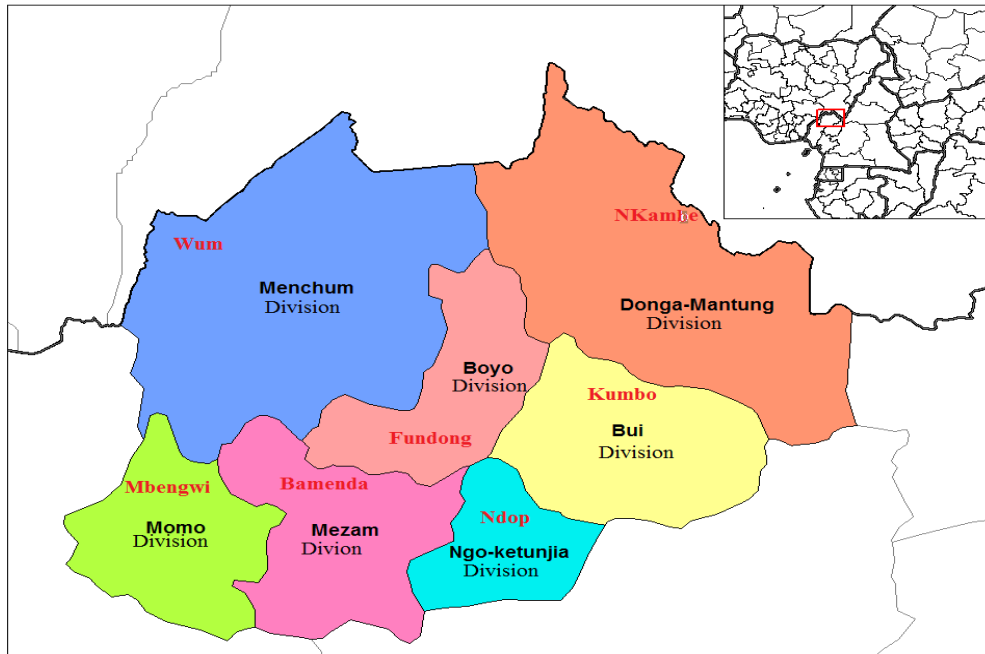 NKambe
Wum
Menchum
Division
Donga-Mantung
Division
Boyo
Division
Kumbo
Bui
Division
Fundong
Mbengwi
Bamenda
Momo
Division
Mezam
Divion
Ndop
Ngo-ketunjia
Division